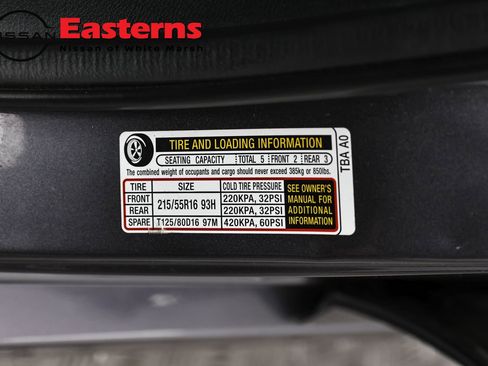 NISSAN
Easterns
Nissan of White Marsh
TIRE AND LOADING INFORMATION
SEATING CAPACITY TOTAL 5 FRONT 2 REAR 3
The combined weight of occupants and cargo should never exceed 385kg or 850lbs.
TIRE SIZE COLD TIRE PRESSURE
FRONT 215/55R16 93H 220KPA, 32PSI
REAR 220KPA, 32PSI
SPARE T125/80D16 97M 420KPA, 60PSI
SEE OWNER'S
MANUAL FOR
ADDITIONAL
INFORMATION
TBA A0